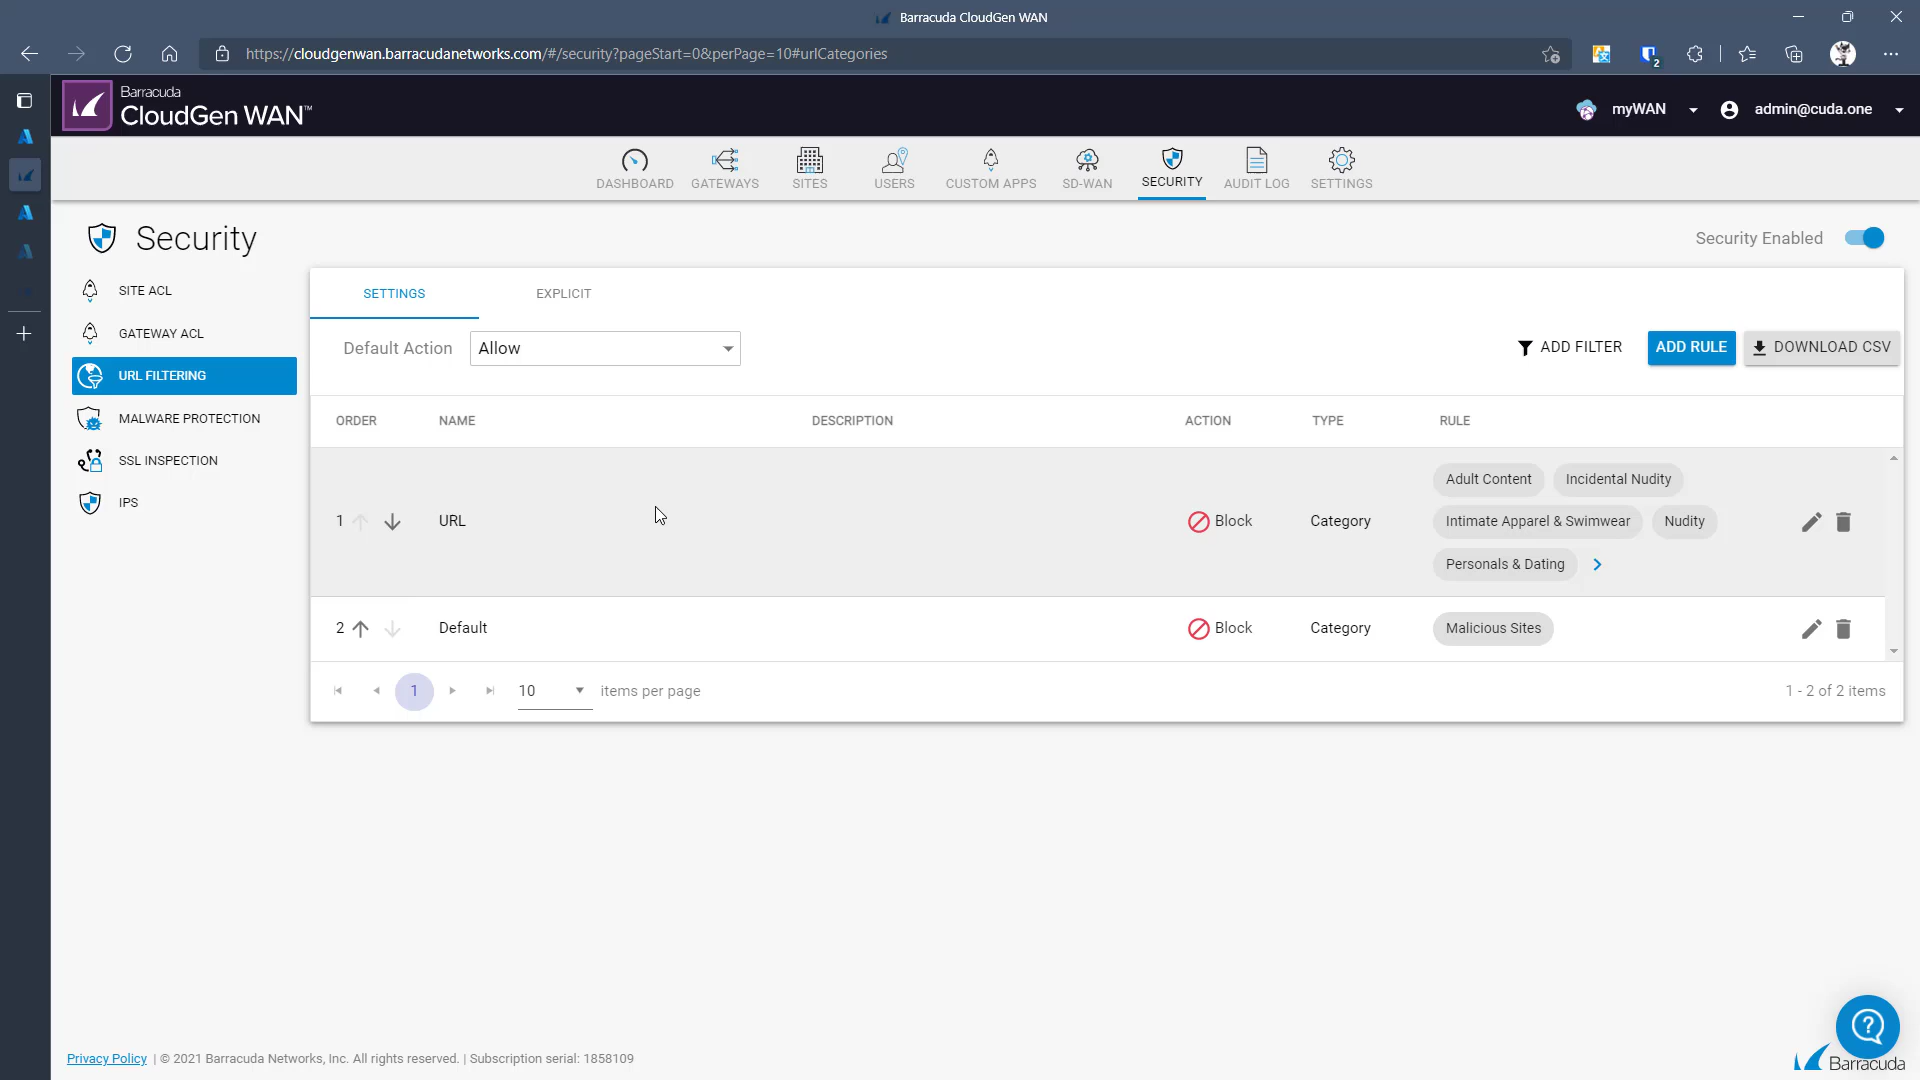 Barracuda CloudGen WAN
https://cloudgenwan.barracudanetworks.com/#/security?pageStart=0&perPage=10#urlCategories
2
Barracuda
CloudGen WAN™
myWAN
admin@cuda.one
DASHBOARD
GATEWAYS
SITES
USERS
CUSTOM APPS
SD-WAN
SECURITY
AUDIT LOG
SETTINGS
Security
Security Enabled
SITE ACL
GATEWAY ACL
URL FILTERING
MALWARE PROTECTION
SSL INSPECTION
IPS
SETTINGS
EXPLICIT
Default Action
Allow
ADD FILTER
ADD RULE
DOWNLOAD CSV
ORDER
NAME
DESCRIPTION
ACTION
TYPE
RULE
1
URL
Block
Category
Adult Content
Incidental Nudity
Intimate Apparel & Swimwear
Nudity
Personals & Dating
2
Default
Block
Category
Malicious Sites
1
10
items per page
1 - 2 of 2 items
Privacy Policy | © 2021 Barracuda Networks, Inc. All rights reserved. | Subscription serial: 1858109
Barracuda